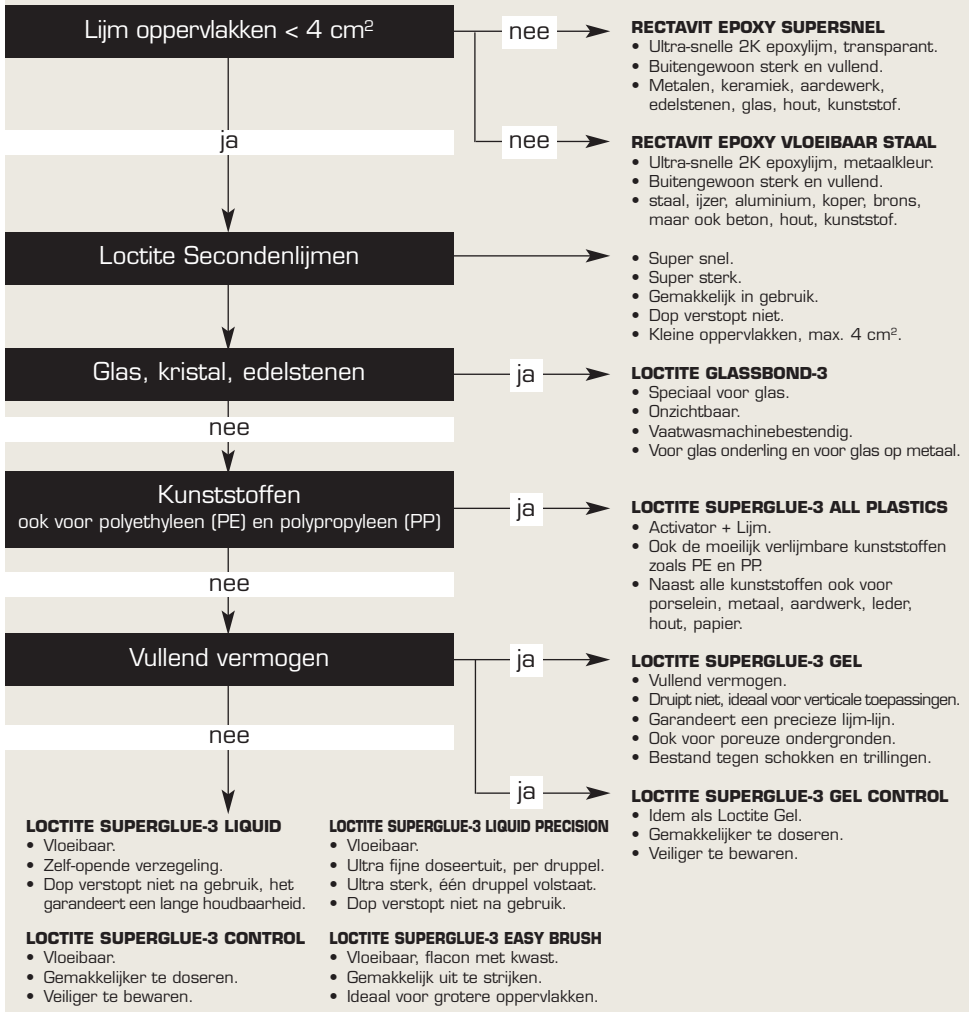 Lijm oppervlakken < 4 cm²
nee
RECTAVIT EPOXY SUPERSNEL
• Ultra-snelle 2K epoxylijm, transparant.
• Buitengewoon sterk en vullend.
• Metalen, keramiek, aardewerk,
edelstenen, glas, hout, kunststof.
ja
nee
RECTAVIT EPOXY VLOEIBAAR STAAL
• Ultra-snelle 2K epoxylijm, metaalkleur.
• Buitengewoon sterk en vullend.
• staal, ijzer, aluminium, koper, brons,
maar ook beton, hout, kunststof.
Loctite Secondenlijmen
• Super snel.
• Super sterk.
• Gemakkelijk in gebruik.
• Dop verstopt niet.
• Kleine oppervlakken, max. 4 cm².
Glas, kristal, edelstenen
ja
LOCTITE GLASSBOND-3
• Speciaal voor glas.
• Onzichtbaar.
• Vaatwasmachinebestendig.
• Voor glas onderling en voor glas op metaal.
nee
Kunststoffen
ook voor polyethyleen (PE) en polypropyleen (PP)
ja
LOCTITE SUPERGLUE-3 ALL PLASTICS
• Activator + Lijm.
• Ook de moeilijk verlijmbare kunststoffen
zoals PE en PP.
• Naast alle kunststoffen ook voor
porselein, metaal, aardwerk, leder,
hout, papier.
nee
Vullend vermogen
ja
LOCTITE SUPERGLUE-3 GEL
• Vullend vermogen.
• Druipt niet, ideaal voor verticale toepassingen.
• Garandeert een precieze lijm-lijn.
• Ook voor poreuze ondergronden.
• Bestand tegen schokken en trillingen.
nee
ja
LOCTITE SUPERGLUE-3 GEL CONTROL
• Idem als Loctite Gel.
• Gemakkelijker te doseren.
• Veiliger te bewaren.
LOCTITE SUPERGLUE-3 LIQUID
• Vloeibaar.
• Zelf-opende verzegeling.
• Dop verstopt niet na gebruik, het
garandeert een lange houdbaarheid.
LOCTITE SUPERGLUE-3 LIQUID PRECISION
• Vloeibaar.
• Ultra fijne doseertuit, per druppel.
• Ultra sterk, één druppel volstaat.
• Dop verstopt niet na gebruik.
LOCTITE SUPERGLUE-3 CONTROL
• Vloeibaar.
• Gemakkelijker te doseren.
• Veiliger te bewaren.
LOCTITE SUPERGLUE-3 EASY BRUSH
• Vloeibaar, flacon met kwast.
• Gemakkelijk uit te strijken.
• Ideaal voor grotere oppervlakken.